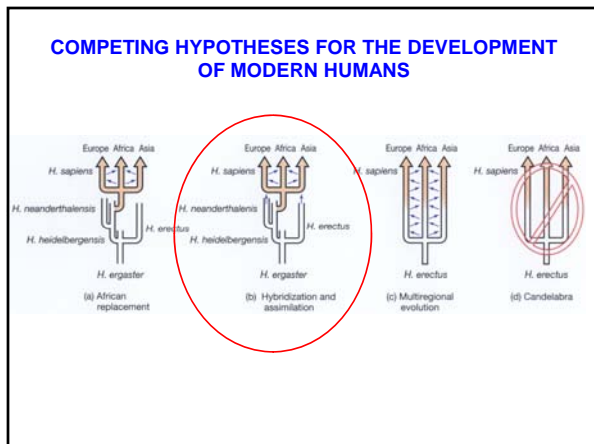 COMPETING HYPOTHESES FOR THE DEVELOPMENT
OF MODERN HUMANS
Europe Africa Asia
H. sapiens
H. neanderthalensis
H. erectus
H. heidelbergensis
H. ergaster
(a) African
replacement
Europe Africa Asia
H. sapiens
H. neanderthalenis
H. erectus
H. heidelbergensis
H. ergaster
(b) Hybridization and
assimilation
Europe Africa Asia
H. sapiens
H. erectus
(c) Multiregional
evolution
Europe Africa Asia
H. sapiens
H. erectus
(d) Candelabra